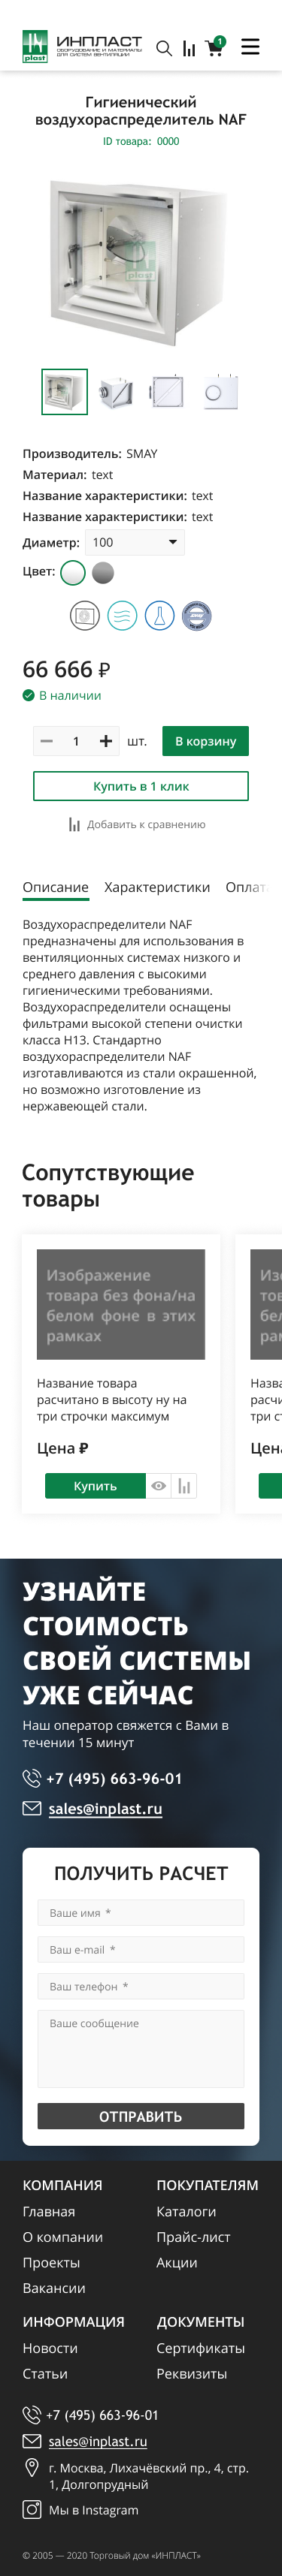 plast
ИНПЛАСТ
ОБОРУДОВАНИЕ И МАТЕРИАЛЫ
ДЛЯ СИСТЕМ ВЕНТИЛЯЦИИ
1
Гигиенический
воздухораспределитель NAF
ID товара: 0000
plast
Производитель: SMAY
Материал: text
Название характеристики: text
Название характеристики: text
Диаметр: 100
Цвет:
66 666 ₽
В наличии
1 шт. В корзину
Купить в 1 клик
Добавить к сравнению
Описание Характеристики Оплата
Воздухораспределители NAF
предназначены для использования в
вентиляционных системах низкого и
среднего давления с высокими
гигиеническими требованиями.
Воздухораспределители оснащены
фильтрами высокой степени очистки
класса H13. Стандартно
воздухораспределители NAF
изготавливаются из стали окрашенной,
но возможно изготовление из
нержавеющей стали.
Сопутствующие
товары
Изображение
товара без фона/на
белом фоне в этих
рамках
Название товара
расчитано в высоту ну на
три строчки максимум
Цена ₽
Купить
Изо
тов
бел
рам
Назва
расчи
три ст
Цена
УЗНАЙТЕ
СТОИМОСТЬ
СВОЕЙ СИСТЕМЫ
УЖЕ СЕЙЧАС
Наш оператор свяжется с Вами в
течении 15 минут
+7 (495) 663-96-01
sales@inplast.ru
ПОЛУЧИТЬ РАСЧЕТ
Ваше имя *
Ваш e-mail *
Ваш телефон *
Ваше сообщение
ОТПРАВИТЬ
КОМПАНИЯ
Главная
О компании
Проекты
Вакансии
ПОКУПАТЕЛЯМ
Каталоги
Прайс-лист
Акции
ИНФОРМАЦИЯ
Новости
Статьи
ДОКУМЕНТЫ
Сертификаты
Реквизиты
+7 (495) 663-96-01
sales@inplast.ru
г. Москва, Лихачёвский пр., 4, стр.
1, Долгопрудный
Мы в Instagram
© 2005 — 2020 Торговый дом «ИНПЛАСТ»